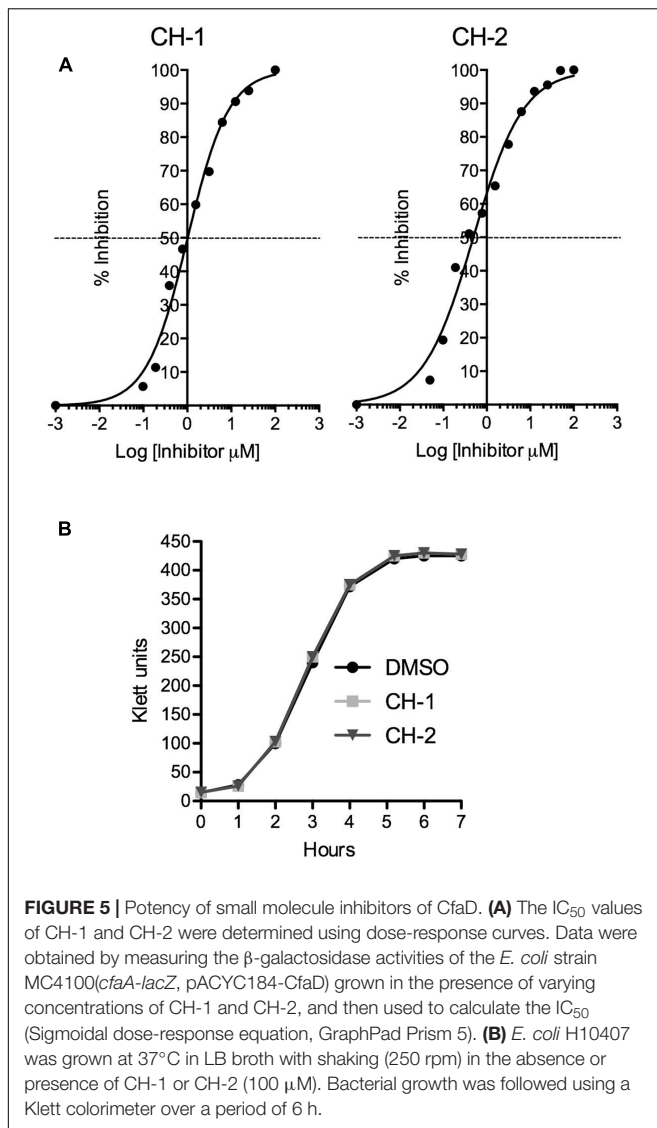 CH-1
CH-2
A
100
90
80
70
60
50
40
30
20
10
% Inhibition
-3 -2 -1 0 1 2 3
Log [Inhibitor μM]
100
90
80
70
60
50
40
30
20
10
% Inhibition
-3 -2 -1 0 1 2 3
Log [Inhibitor μM]
B
450
400
350
300
250
200
150
100
50
0
Klett units
DMSO
CH-1
CH-2
0 1 2 3 4 5 6 7
Hours
FIGURE 5 | Potency of small molecule inhibitors of CfaD. (A) The IC50 values
of CH-1 and CH-2 were determined using dose-response curves. Data were
obtained by measuring the β-galactosidase activities of the E. coli strain
MC4100(cfaA-lacZ, pACYC184-CfaD) grown in the presence of varying
concentrations of CH-1 and CH-2, and then used to calculate the IC50
(Sigmoidal dose-response equation, GraphPad Prism 5). (B) E. coli H10407
was grown at 37°C in LB broth with shaking (250 rpm) in the absence or
presence of CH-1 or CH-2 (100 μM). Bacterial growth was followed using a
Klett colorimeter over a period of 6 h.